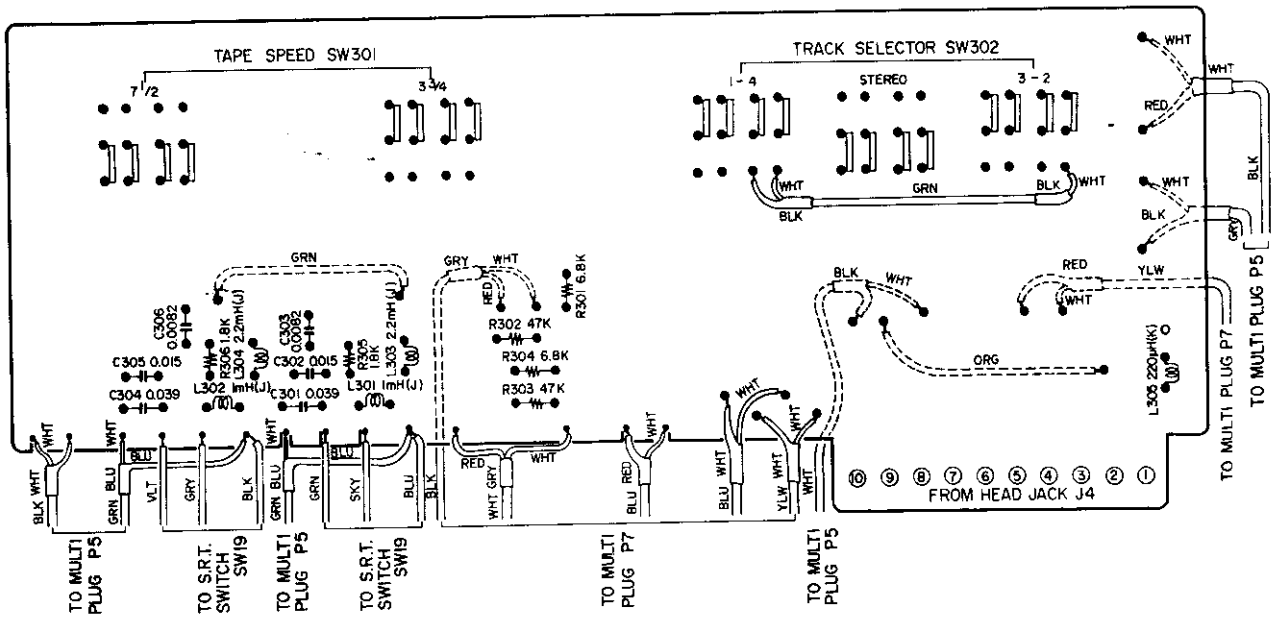 TAPE SPEED SW301
7 1/2
3 3/4
TRACK SELECTOR SW302
1-4
STEREO
3-2
WHT
WHT
RED
BLK
WHT
BLK
GRY
TO MULTI PLUG P5
WHT
GRN
BLK
WHT
BLK
GRN
GRY
WHT
RED
R301 6.8K
BLK
WHT
RED
WHT
YLW
TO MULTI PLUG P7
ORG
L305 220μH(K)
C306
0.0082
R306 1.8K
L304 2.2mH(J)
C303
0.0082
R305
1.8K
L303 2.2mH(J)
R302 47K
R304 6.8K
R303 47K
C305 0.015
C302 0.015
L302 1mH(J)
L301 1mH(J)
C304 0.039
C301 0.039
WHT
WHT
BLU
WHT
BLU
RED
WHT
WHT
WHT
WHT
WHT
BLK
WHT
GRN
BLU
VLT
GRY
BLK
GRN
BLU
GRN
SKY
BLU
BLK
WHT
GRY
BLU
RED
BLU
WHT
YLW
WHT
WHT
⑩ ⑨ ⑧ ⑦ ⑥ ⑤ ④ ③ ② ①
FROM HEAD JACK J4
TO MULTI
PLUG P5
TO S.R.T.
SWITCH
SW19
TO MULTI
PLUG P5
TO S.R.T.
SWITCH
SW19
TO MULTI
PLUG P7
TO MULTI
PLUG P5